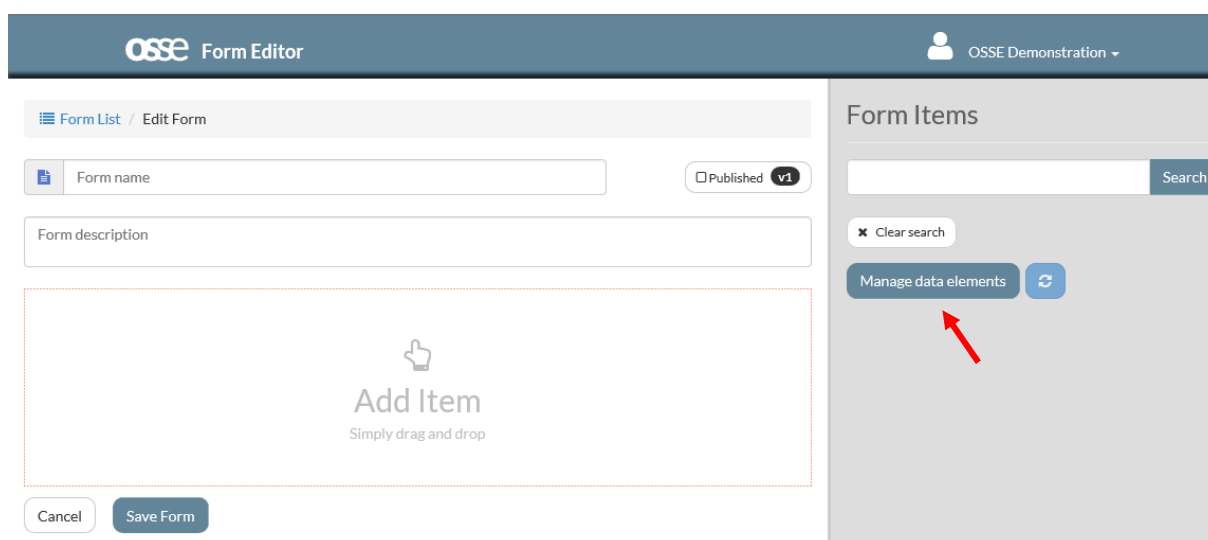 osse Form Editor
OSSE Demonstration
Form List / Edit Form
Form name
Published v1
Form description
Add Item
Simply drag and drop
Cancel
Save Form
Form Items
Search
Clear search
Manage data elements